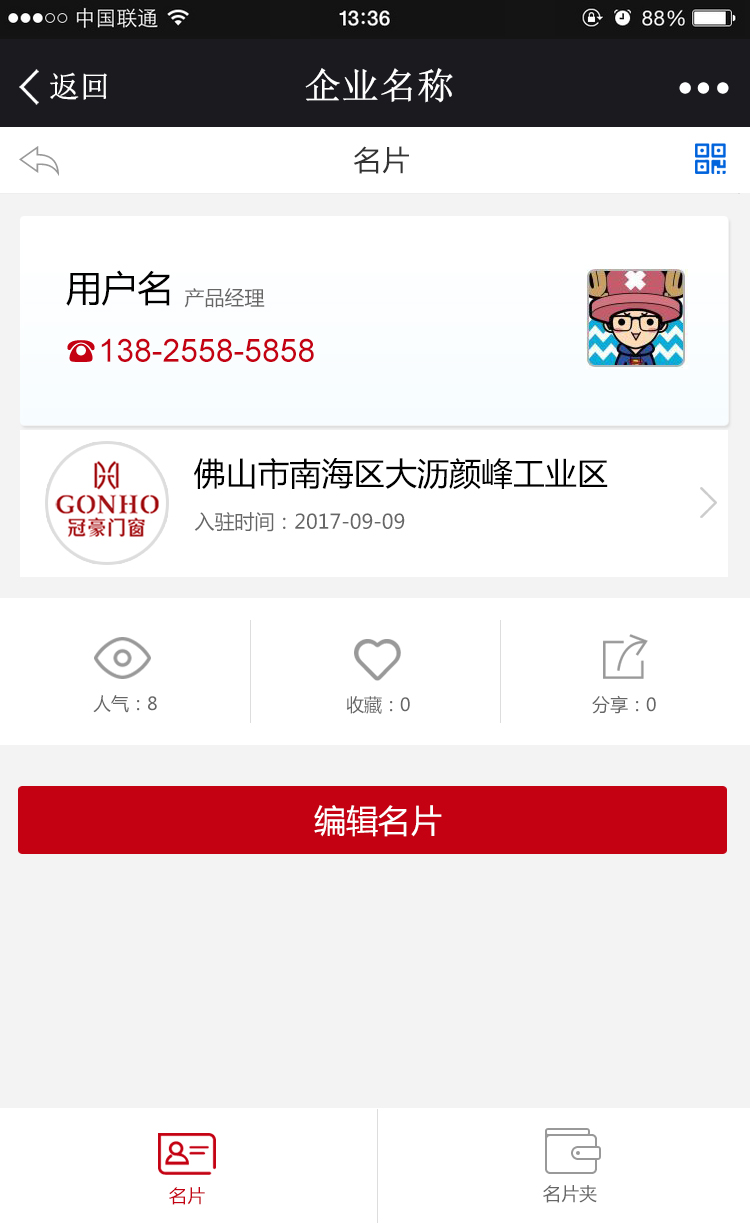 中国联通 13:36 88%
返回 企业名称
名片
用户名 产品经理
138-2558-5858
GONHO
冠豪门窗
佛山市南海区大沥颜峰工业区
入驻时间：2017-09-09
人气：8 收藏：0 分享：0
编辑名片
名片 名片夹